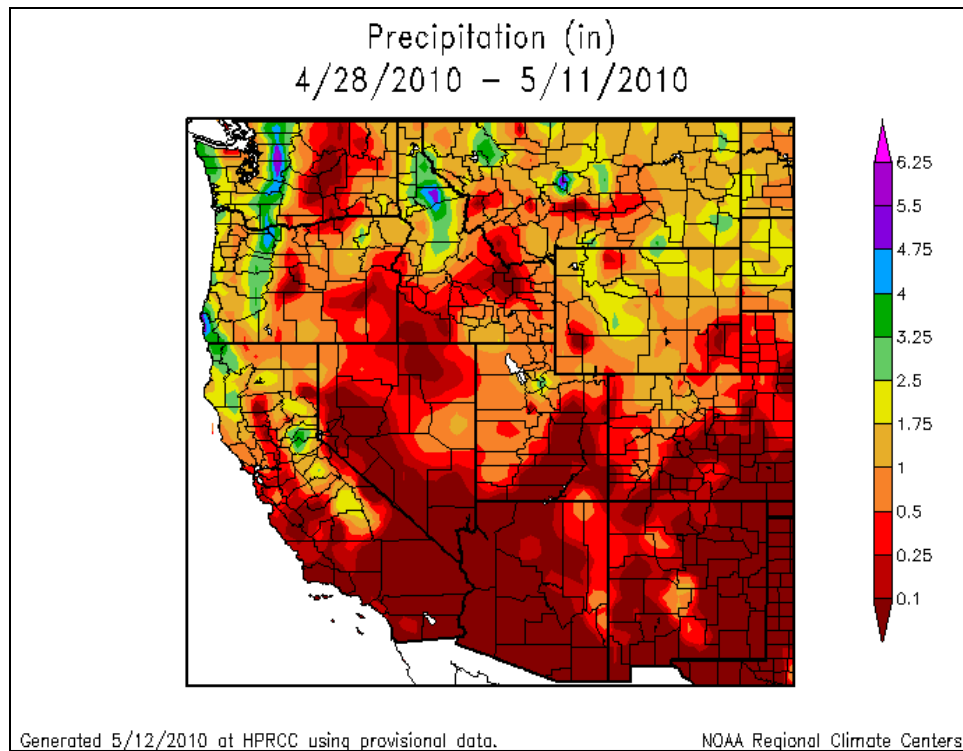 Precipitation (in)
4/28/2010 – 5/11/2010
6.25
5.5
4.75
4
3.25
2.5
1.75
1
0.5
0.25
0.1
Generated 5/12/2010 at HPRCC using provisional data.
NOAA Regional Climate Centers